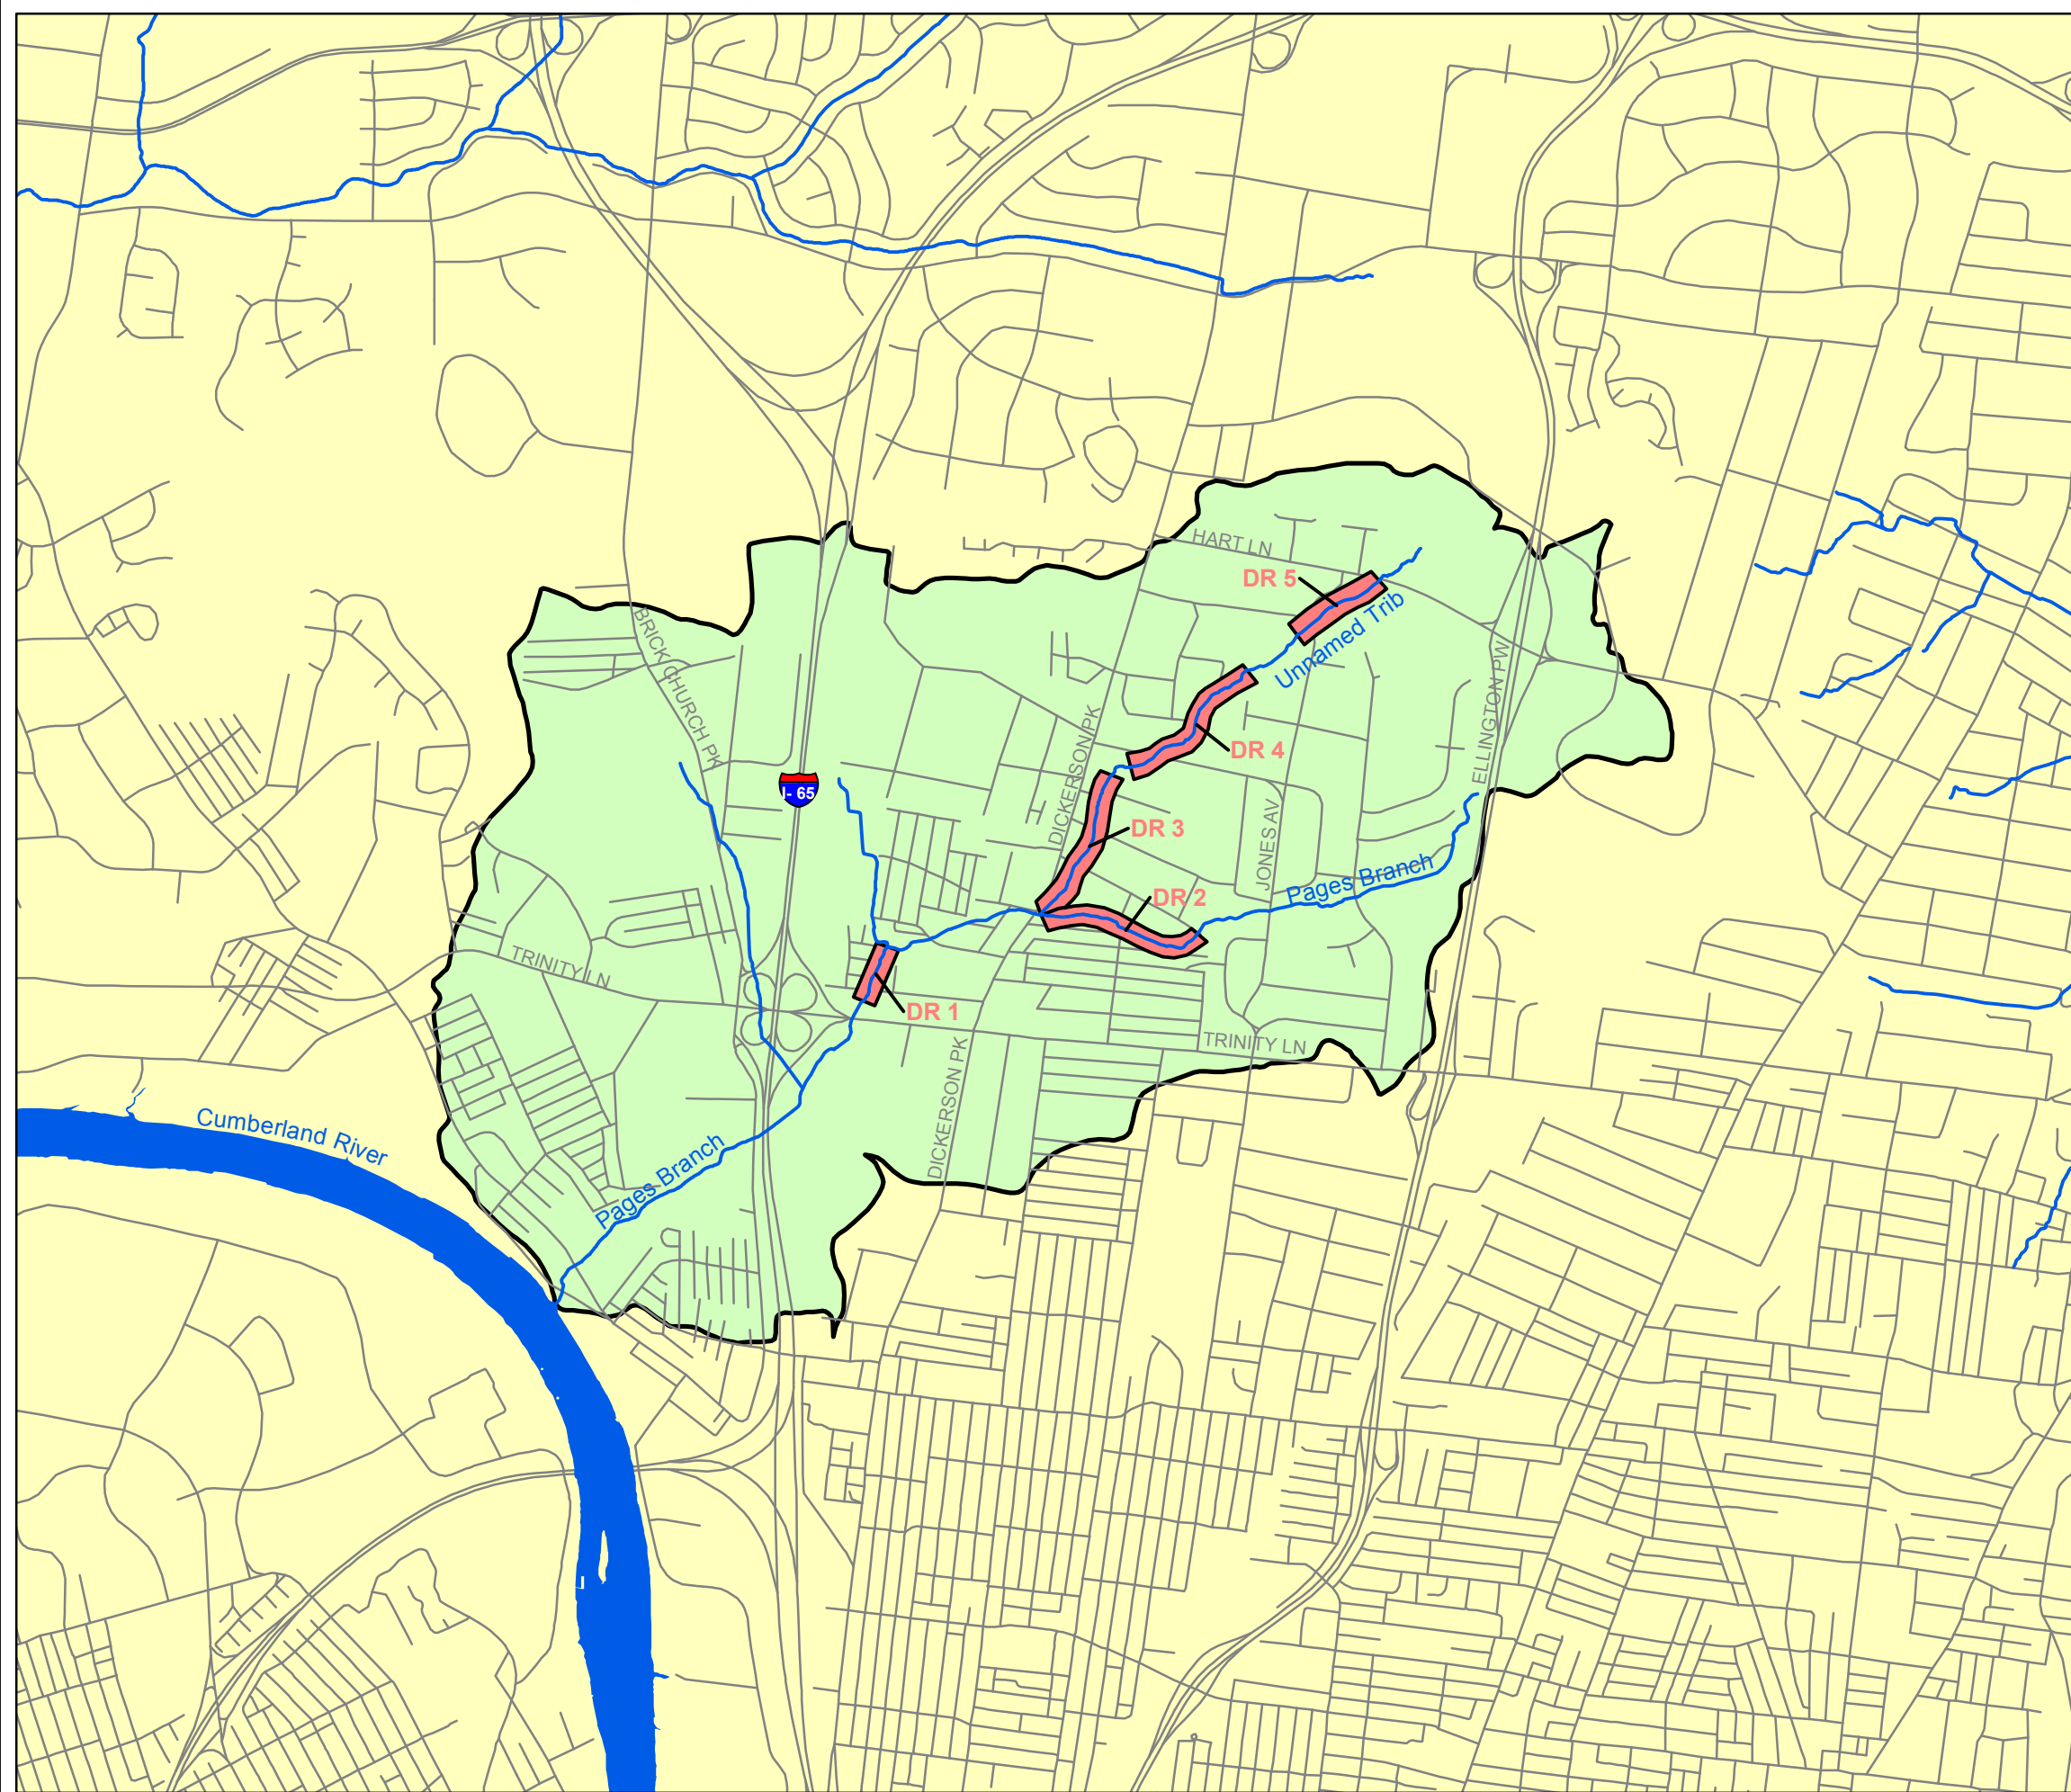 HART LN
DR 5
Unnamed Trib
BRICK CHURCH PK
ELLINGTON PW
DICKERSON PK
DR 4
I- 65
DR 3
JONES AV
Pages Branch
DR 2
TRINITY LN
DR 1
TRINITY LN
DICKERSON PK
Cumberland River
Pages Branch